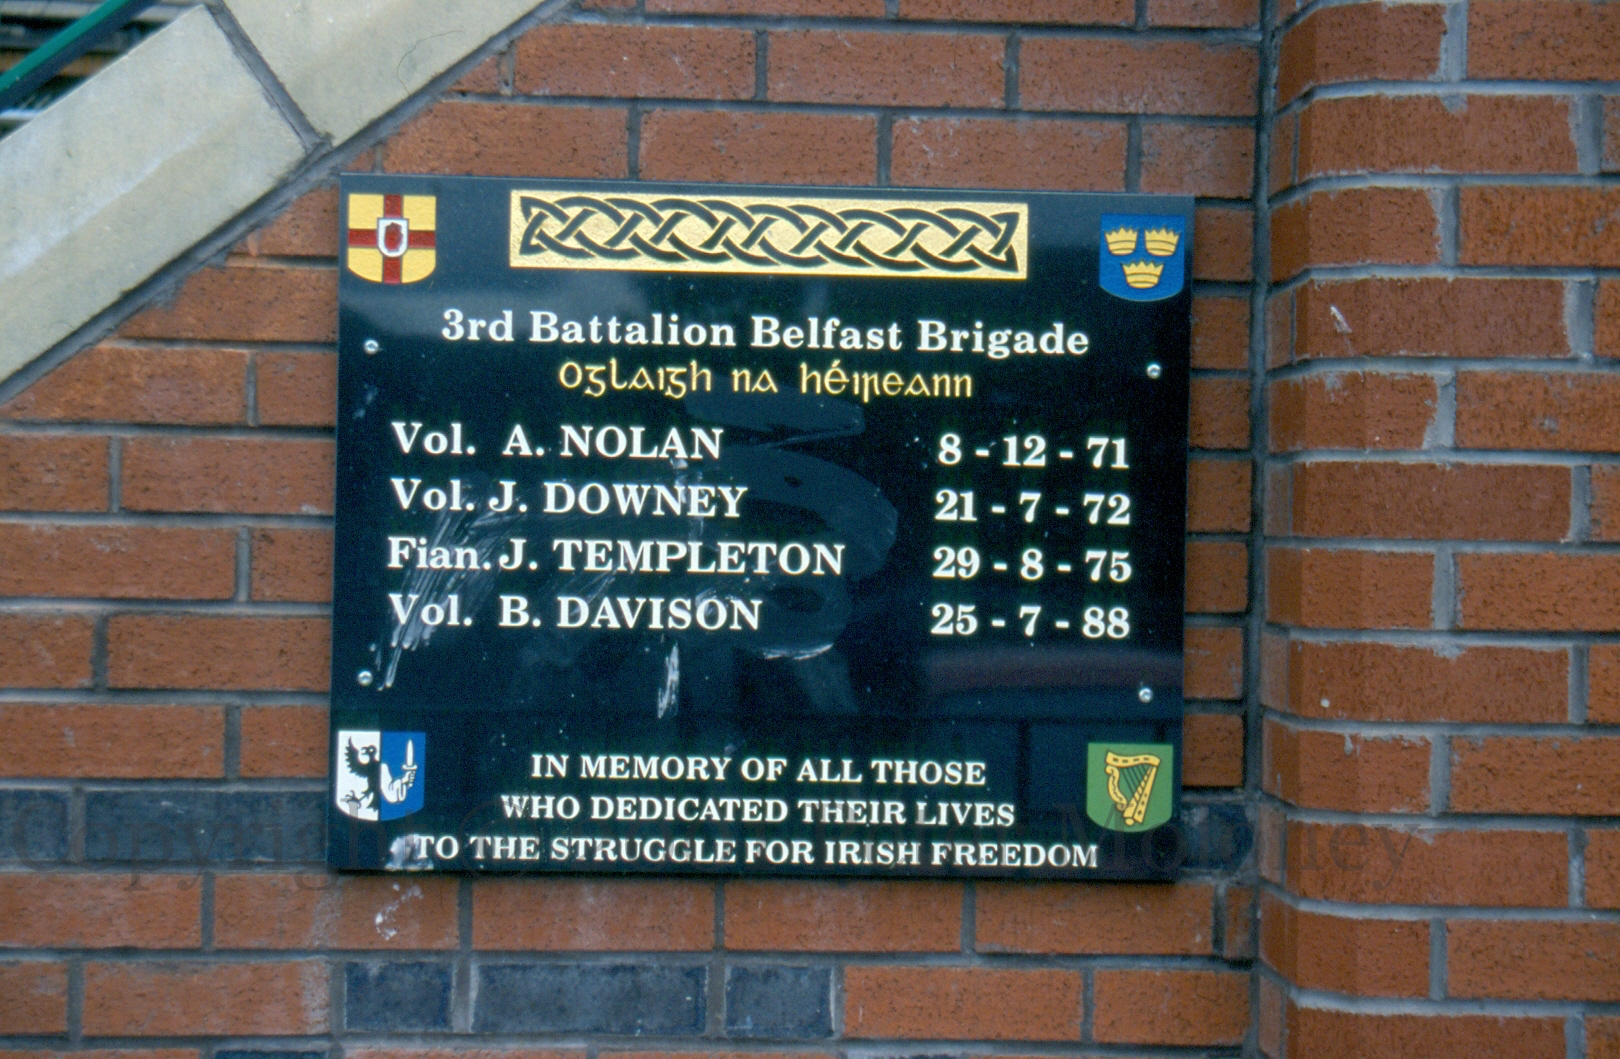 3rd Battalion Belfast Brigade
Oglaigh na hÉireann
Vol. A. NOLAN 8 - 12 - 71
Vol. J. DOWNEY 21 - 7 - 72
Fian. J. TEMPLETON 29 - 8 - 75
Vol. B. DAVISON 25 - 7 - 88
IN MEMORY OF ALL THOSE
WHO DEDICATED THEIR LIVES
TO THE STRUGGLE FOR IRISH FREEDOM
Copyright